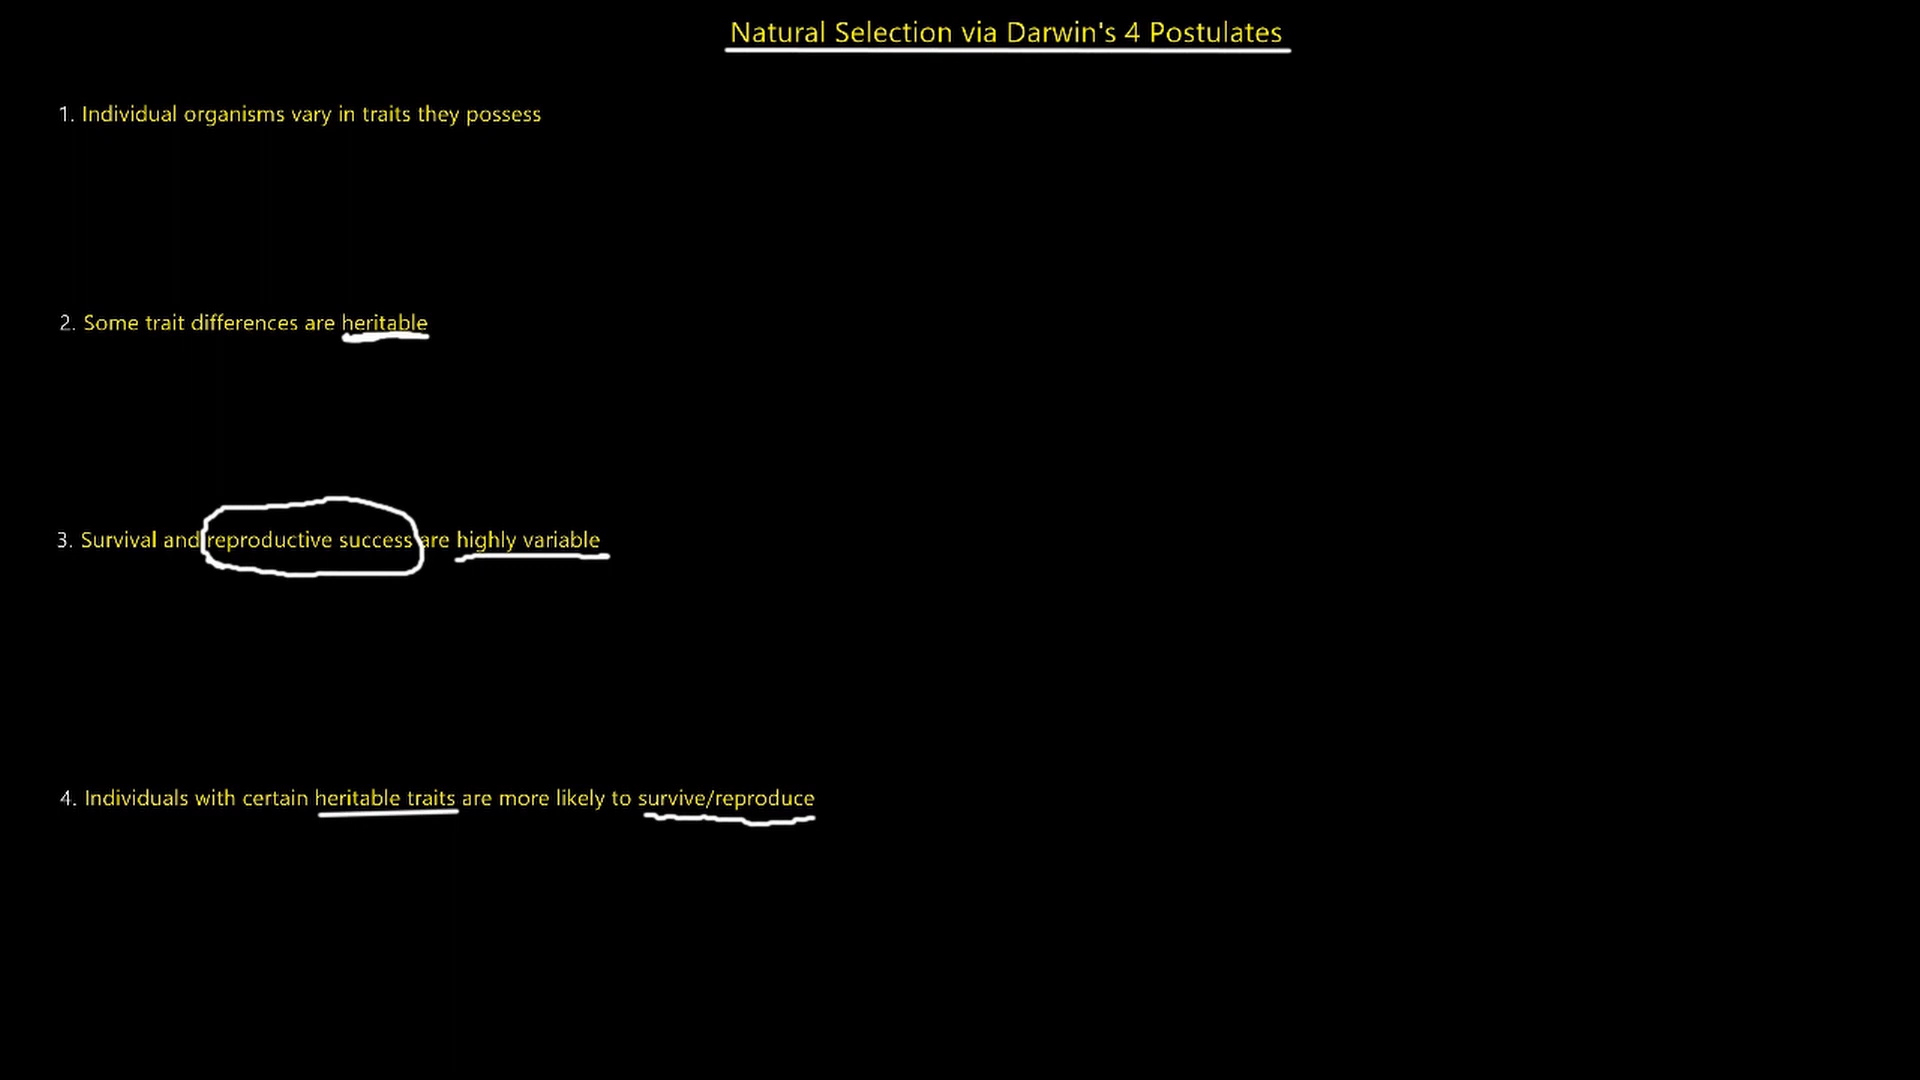 Natural Selection via Darwin's 4 Postulates
1. Individual organisms vary in traits they possess
2. Some trait differences are heritable
3. Survival and reproductive success are highly variable
4. Individuals with certain heritable traits are more likely to survive/reproduce